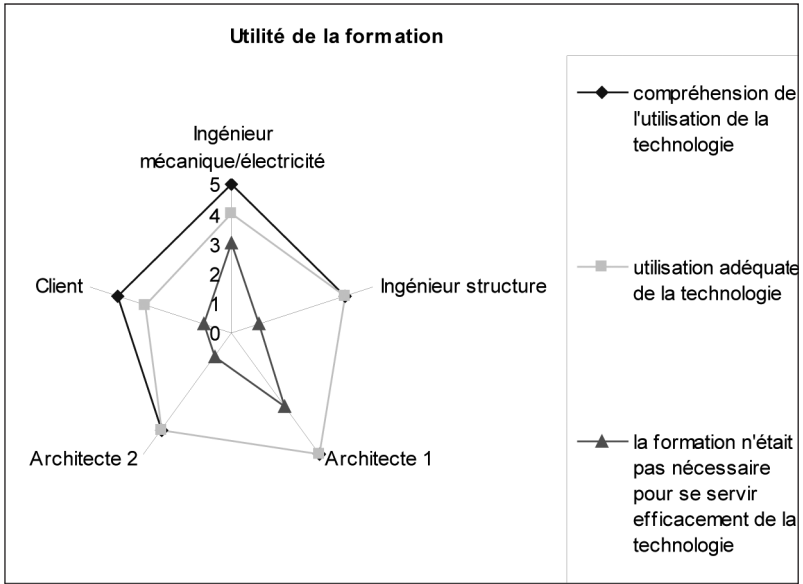 Utilité de la formation
Ingénieur
mécanique/électricité
5
4
3
2
1
0
Ingénieur structure
Architecte 1
Architecte 2
Client
compréhension de
l'utilisation de la
technologie
utilisation adéquate
de la technologie
la formation n'était
pas nécessaire
pour se servir
efficacement de la
technologie